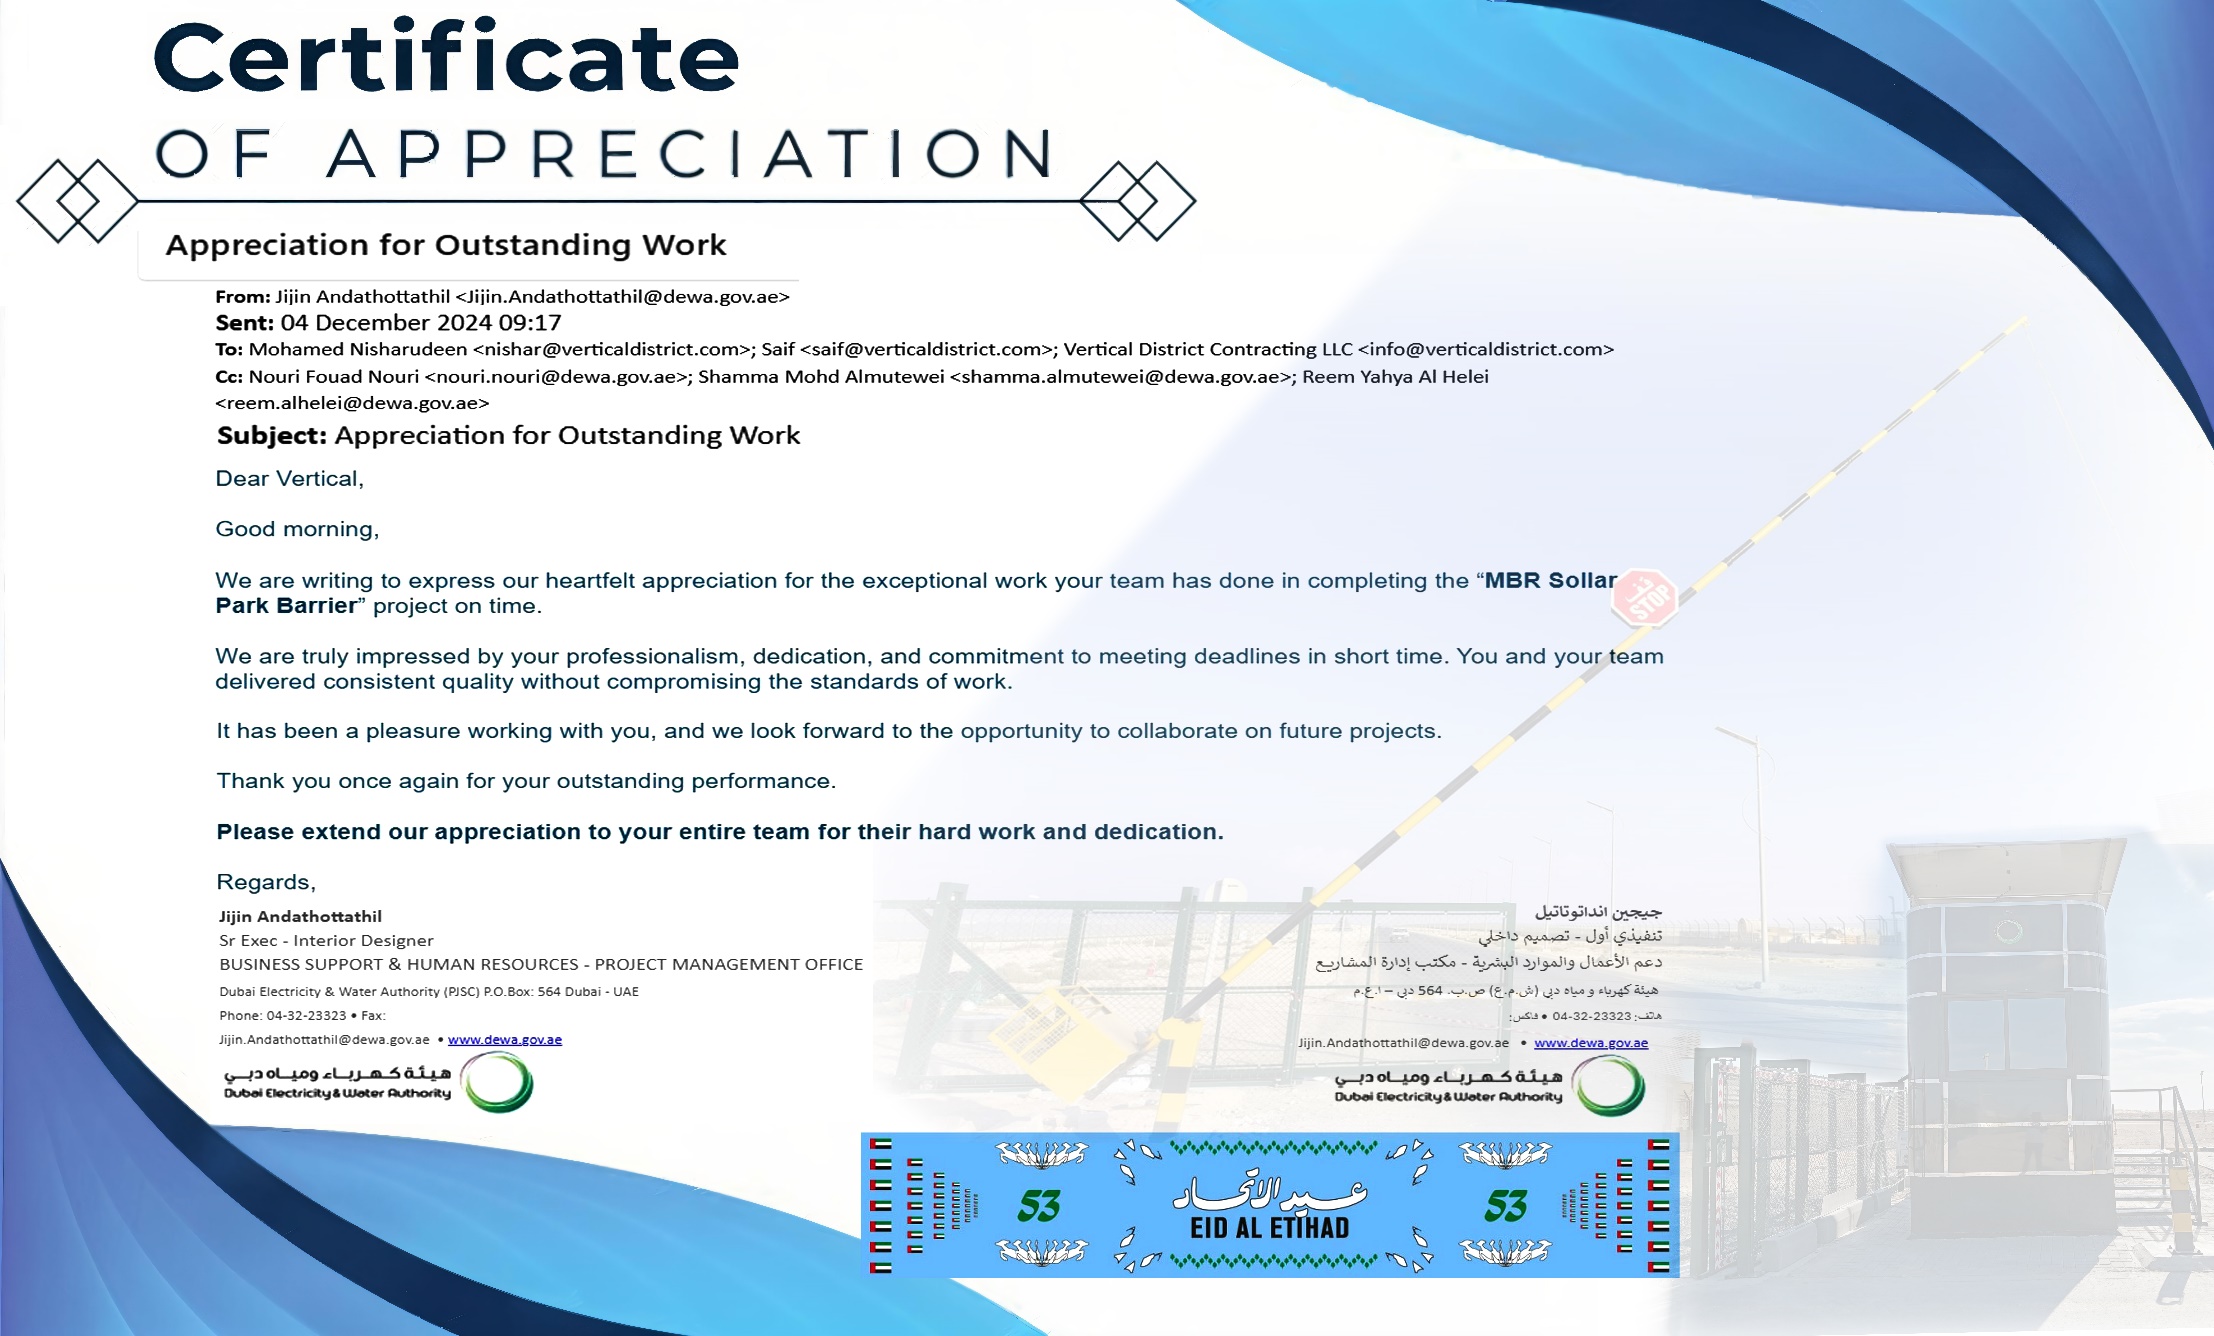 Certificate
OF APPRECIATION
Appreciation for Outstanding Work
From: Jijin Andathottathil <Jijin.Andathottathil@dewa.gov.ae>
Sent: 04 December 2024 09:17
To: Mohamed Nisharudeen <nishar@verticaldistrict.com>; Saif <saif@verticaldistrict.com>; Vertical District Contracting LLC <info@verticaldistrict.com>
Cc: Nouri Fouad Nouri <nouri.nouri@dewa.gov.ae>; Shamma Mohd Almutewei <shamma.almutewei@dewa.gov.ae>; Reem Yahya Al Helei
<reem.alhelei@dewa.gov.ae>
Subject: Appreciation for Outstanding Work
Dear Vertical,
Good morning,
We are writing to express our heartfelt appreciation for the exceptional work your team has done in completing the “MBR Sollar
Park Barrier” project on time.
قف
STOP
We are truly impressed by your professionalism, dedication, and commitment to meeting deadlines in short time. You and your team
delivered consistent quality without compromising the standards of work.
It has been a pleasure working with you, and we look forward to the opportunity to collaborate on future projects.
Thank you once again for your outstanding performance.
Please extend our appreciation to your entire team for their hard work and dedication.
Regards,
Jijin Andathottathil
Sr Exec - Interior Designer
BUSINESS SUPPORT & HUMAN RESOURCES - PROJECT MANAGEMENT OFFICE
Dubai Electricity & Water Authority (PJSC) P.O.Box: 564 Dubai - UAE
Phone: 04-32-23323 • Fax:
Jijin.Andathottathil@dewa.gov.ae • www.dewa.gov.ae
هيئة كهرباء ومياه دبي
Dubai Electricity & Water Authority
جيجين انداتوتاتيل
تنفيذي أول - تصميم داخلي
دعم الأعمال والموارد البشرية - مكتب إدارة المشاريع
هيئة كهرباء و مياه دبي (ش.م.ع) ص.ب. 564 دبي – ا.ع.م
هاتف: 04-32-23323 • فاكس:
Jijin.Andathottathil@dewa.gov.ae • www.dewa.gov.ae
هيئة كهرباء ومياه دبي
Dubai Electricity & Water Authority
53
عيد الاتحاد
EID AL ETIHAD
53